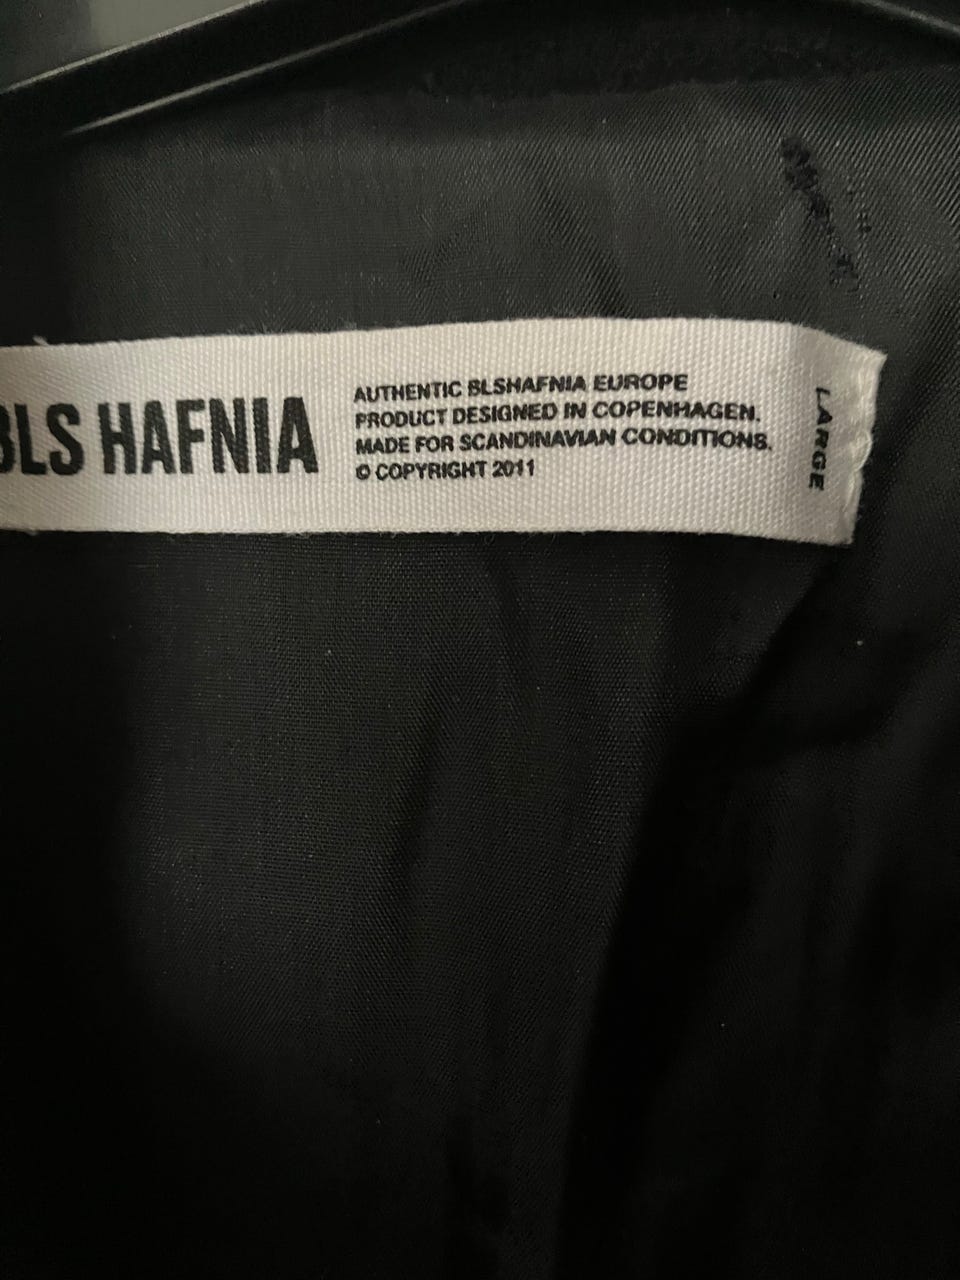 BLS HAFNIA
AUTHENTIC BLSHAFNIA EUROPE
PRODUCT DESIGNED IN COPENHAGEN.
MADE FOR SCANDINAVIAN CONDITIONS.
© COPYRIGHT 2011
LARGE